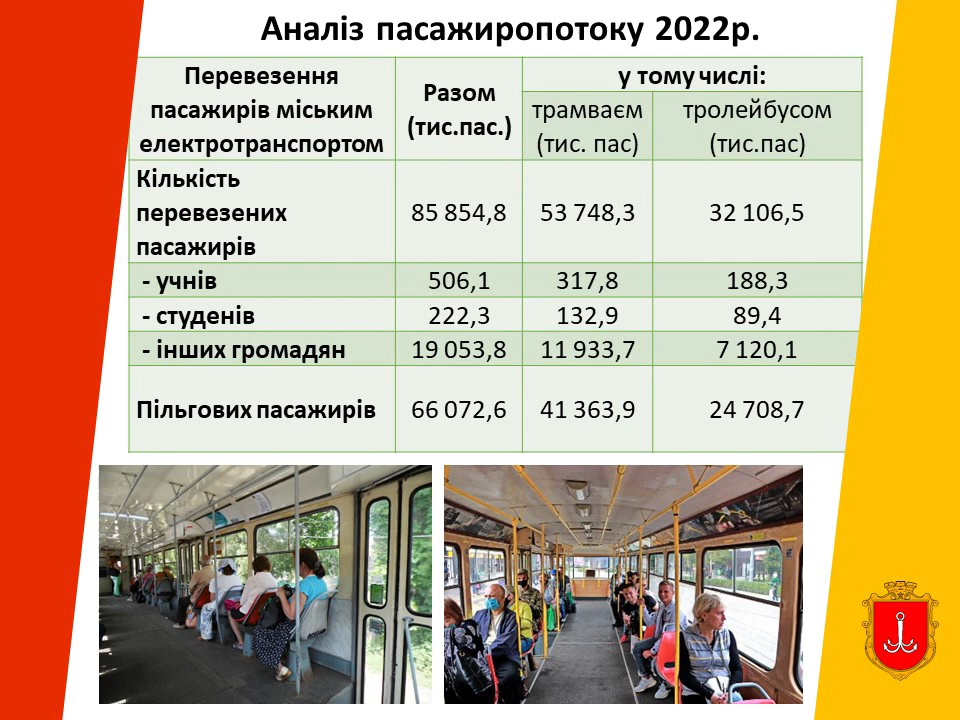 Аналіз пасажиропотоку 2022р.
Перевезення
пасажирів міським
електротранспортом
Разом
(тис.пас.)
у тому числі:
трамваєм
(тис. пас)
тролейбусом
(тис.пас)
Кількість
перевезених
пасажирів
85 854,8
53 748,3
32 106,5
- учнів
506,1
317,8
188,3
- студенів
222,3
132,9
89,4
- інших громадян
19 053,8
11 933,7
7 120,1
Пільгових пасажирів
66 072,6
41 363,9
24 708,7